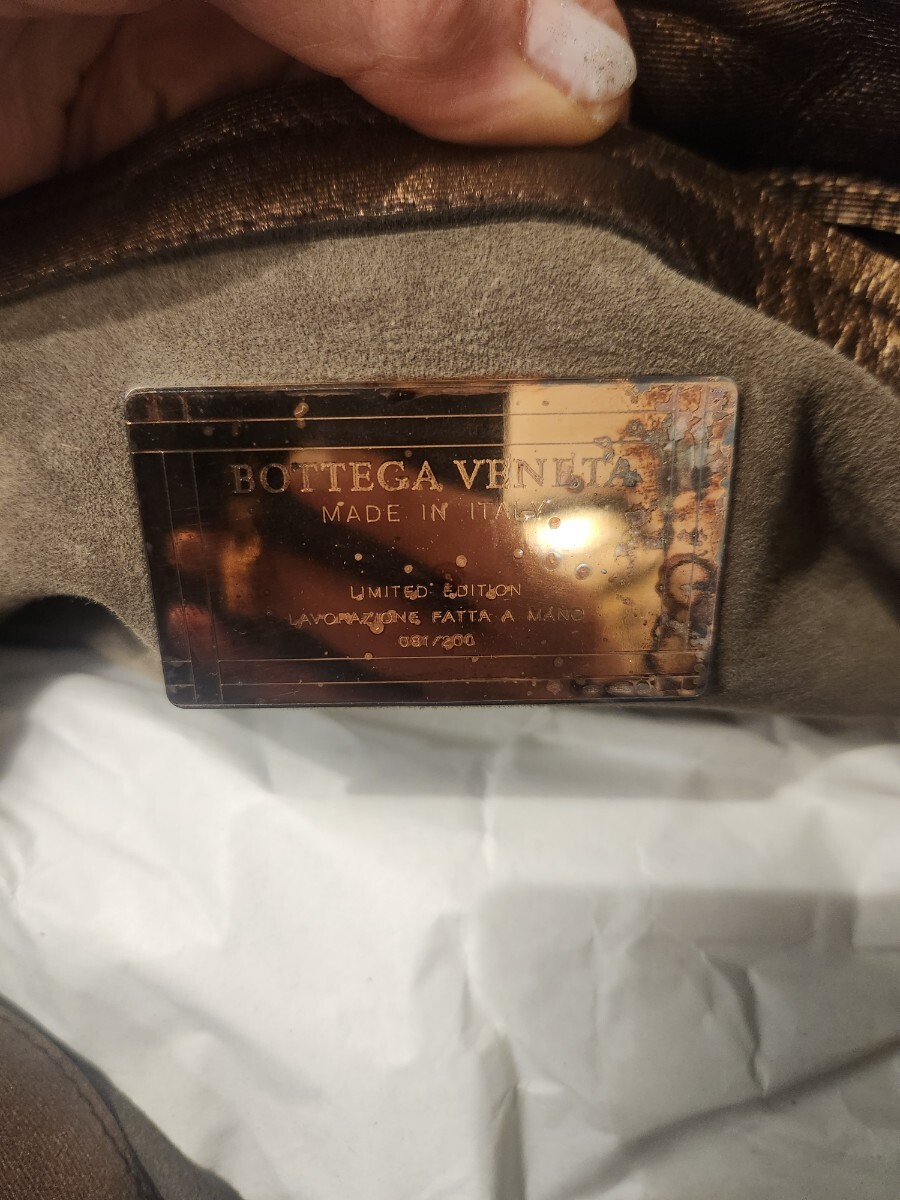 BOTTEGA VENETA
MADE IN ITALY
LIMITED EDITION
LAVORAZIONE FATTA A MANO
081/200